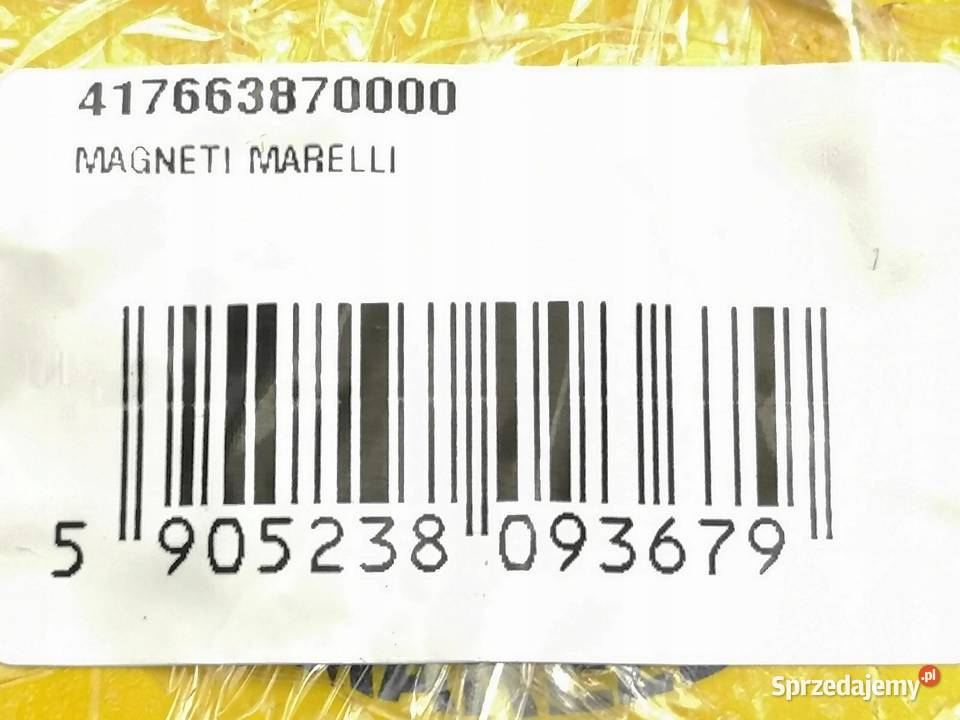 417663870000
MAGNETI MARELLI
5 905238 093679
Sprzedajemy.pl